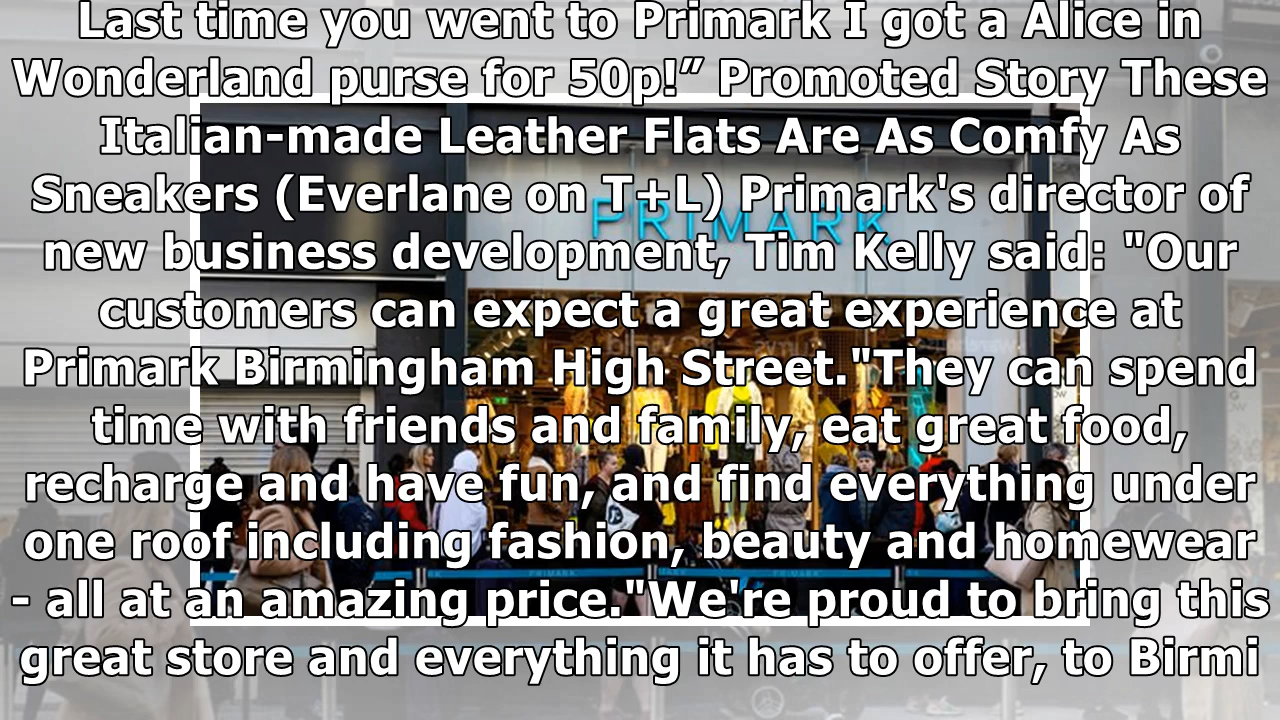 Last time you went to Primark I got a Alice in
Wonderland purse for 50p!” Promoted Story These
Italian-made Leather Flats Are As Comfy As
Sneakers (Everlane on T+L) Primark's director of
new business development, Tim Kelly said: "Our
customers can expect a great experience at
Primark Birmingham High Street."They can spend
time with friends and family, eat great food,
recharge and have fun, and find everything under
one roof including fashion, beauty and homewear
- all at an amazing price."We're proud to bring this
great store and everything it has to offer, to Birmi
PRIMARK
PRIMARK
PRIMARK